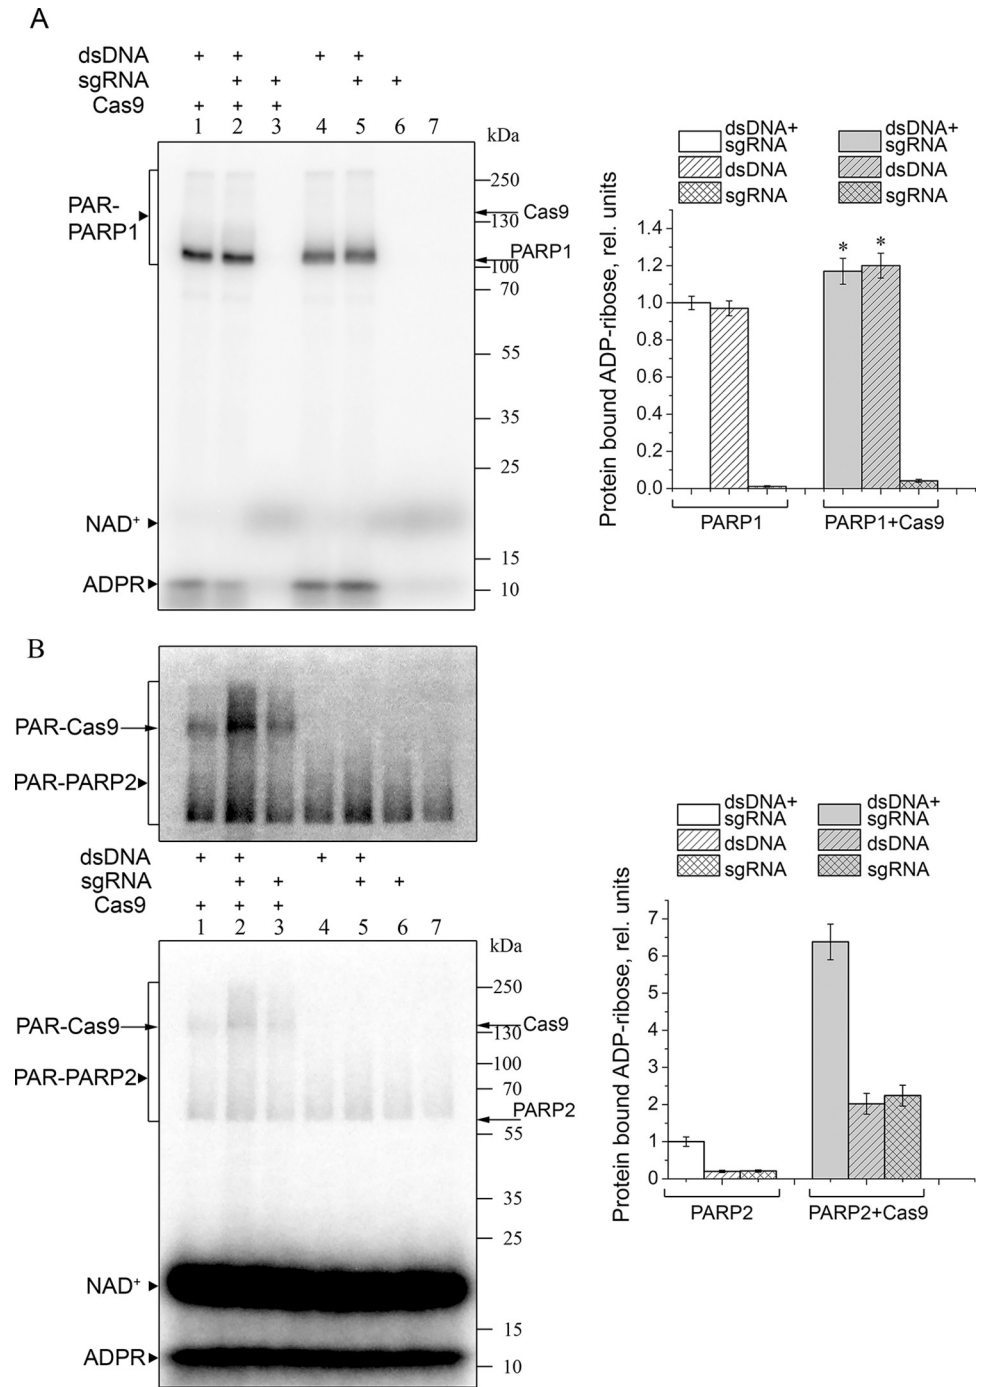 A
dsDNA + + + +
sgRNA + + + +
Cas9 + + +
1 2 3 4 5 6 7 kDa
PAR-
PARP1
250
Cas9
130
PARP1
100
70
55
35
25
NAD+
15
ADPR
10
dsDNA+
sgRNA
dsDNA
sgRNA
dsDNA+
sgRNA
dsDNA
sgRNA
Protein bound ADP-ribose, rel. units
1.4
1.2
1.0
0.8
0.6
0.4
0.2
0.0
* *
PARP1 PARP1+Cas9
B
PAR-Cas9
PAR-PARP2
dsDNA + + + +
sgRNA + + + +
Cas9 + + +
1 2 3 4 5 6 7 kDa
250
PAR-Cas9
Cas9
130
100
PAR-PARP2
70
PARP2
55
35
25
NAD+
15
ADPR
10
dsDNA+
sgRNA
dsDNA
sgRNA
dsDNA+
sgRNA
dsDNA
sgRNA
Protein bound ADP-ribose, rel. units
7
6
5
4
3
2
1
0
PARP2 PARP2+Cas9